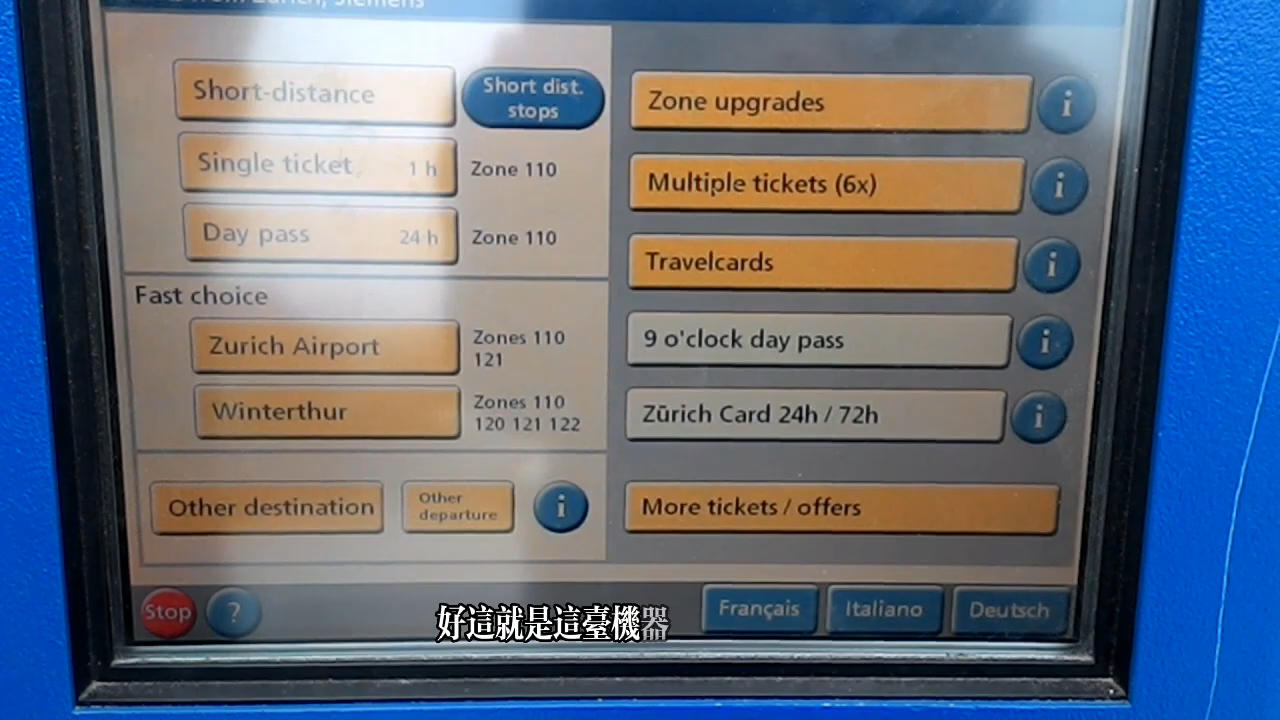 from Zürich, Siemens
Short-distance
Short dist.
stops
Single ticket 1 h
Zone 110
Day pass 24 h
Zone 110
Fast choice
Zurich Airport
Zones 110
121
Winterthur
Zones 110
120 121 122
Other destination
Other
departure
i
Zone upgrades
i
Multiple tickets (6x)
i
Travelcards
i
9 o'clock day pass
i
Zürich Card 24h / 72h
i
More tickets / offers
Stop
?
Français
Italiano
Deutsch
好這就是這臺機器